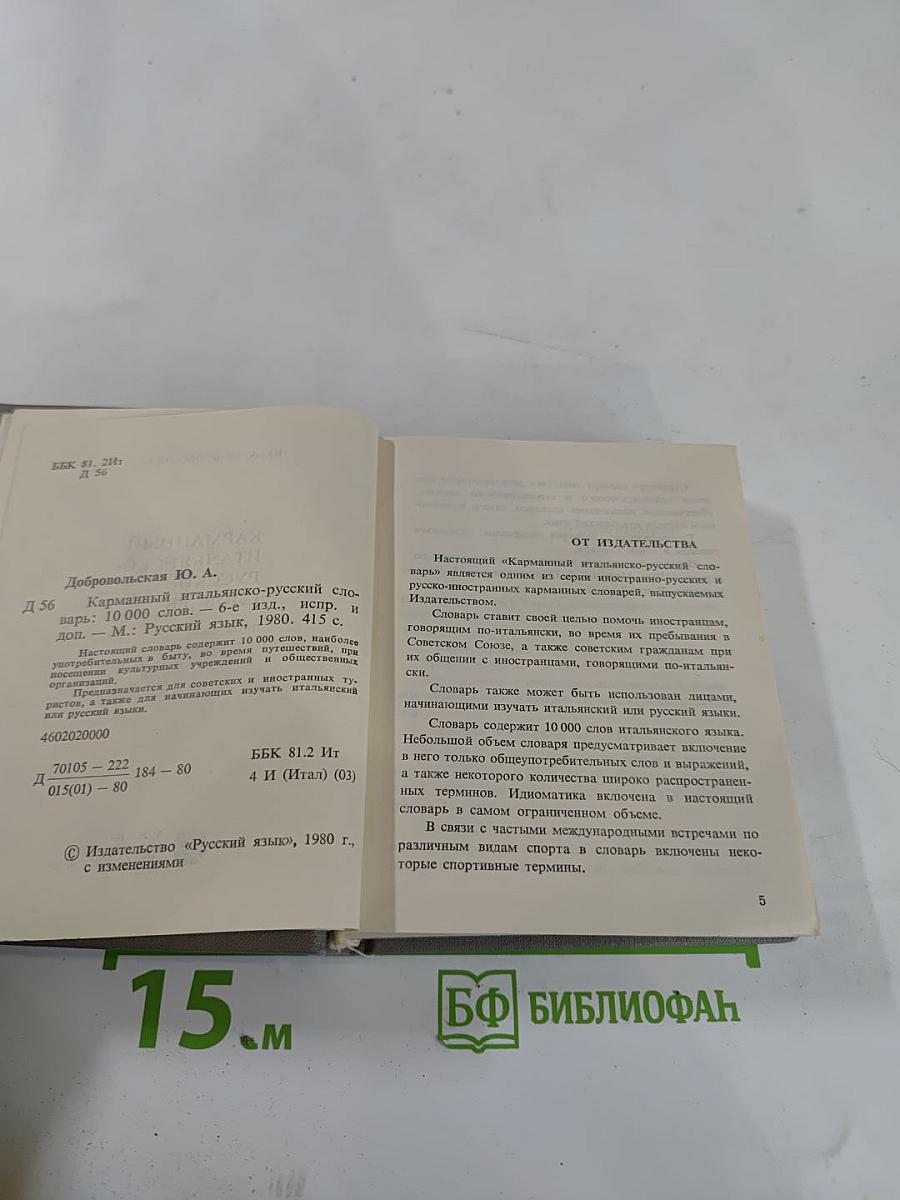 ББК 81. 2Ит
Д 56
Добровольская Ю. А.
Д 56 Карманный итальянско-русский сло-
варь: 10 000 слов. — 6-е изд., испр. и
доп. — М.: Русский язык, 1980. 415 с.
Настоящий словарь содержит 10 000 слов, наиболее
употребительных в быту, во время путешествий, при
посещении культурных учреждений и общественных
организаций.
Предназначается для советских и иностранных ту-
ристов, а также для начинающих изучать итальянский
или русский языки.
4602020000
Д 70105 — 222 184 — 80
015(01) — 80
ББК 81.2 Ит
4 И (Итал) (03)
© Издательство «Русский язык», 1980 г.,
с изменениями
ОТ ИЗДАТЕЛЬСТВА
Настоящий «Карманный итальянско-русский сло-
варь» является одним из серии иностранно-русских и
русско-иностранных карманных словарей, выпускаемых
Издательством.
Словарь ставит своей целью помочь иностранцам,
говорящим по-итальянски, во время их пребывания в
Советском Союзе, а также советским гражданам при
их общении с иностранцами, говорящими по-итальян-
ски.
Словарь также может быть использован лицами,
начинающими изучать итальянский или русский языки.
Словарь содержит 10 000 слов итальянского языка.
Небольшой объем словаря предусматривает включение
в него только общеупотребительных слов и выражений,
а также некоторого количества широко распространен-
ных терминов. Идиоматика включена в настоящий
словарь в самом ограниченном объеме.
В связи с частыми международными встречами по
различным видам спорта в словарь включены неко-
торые спортивные термины.
5
15 см
БФ БИБЛИОФАН